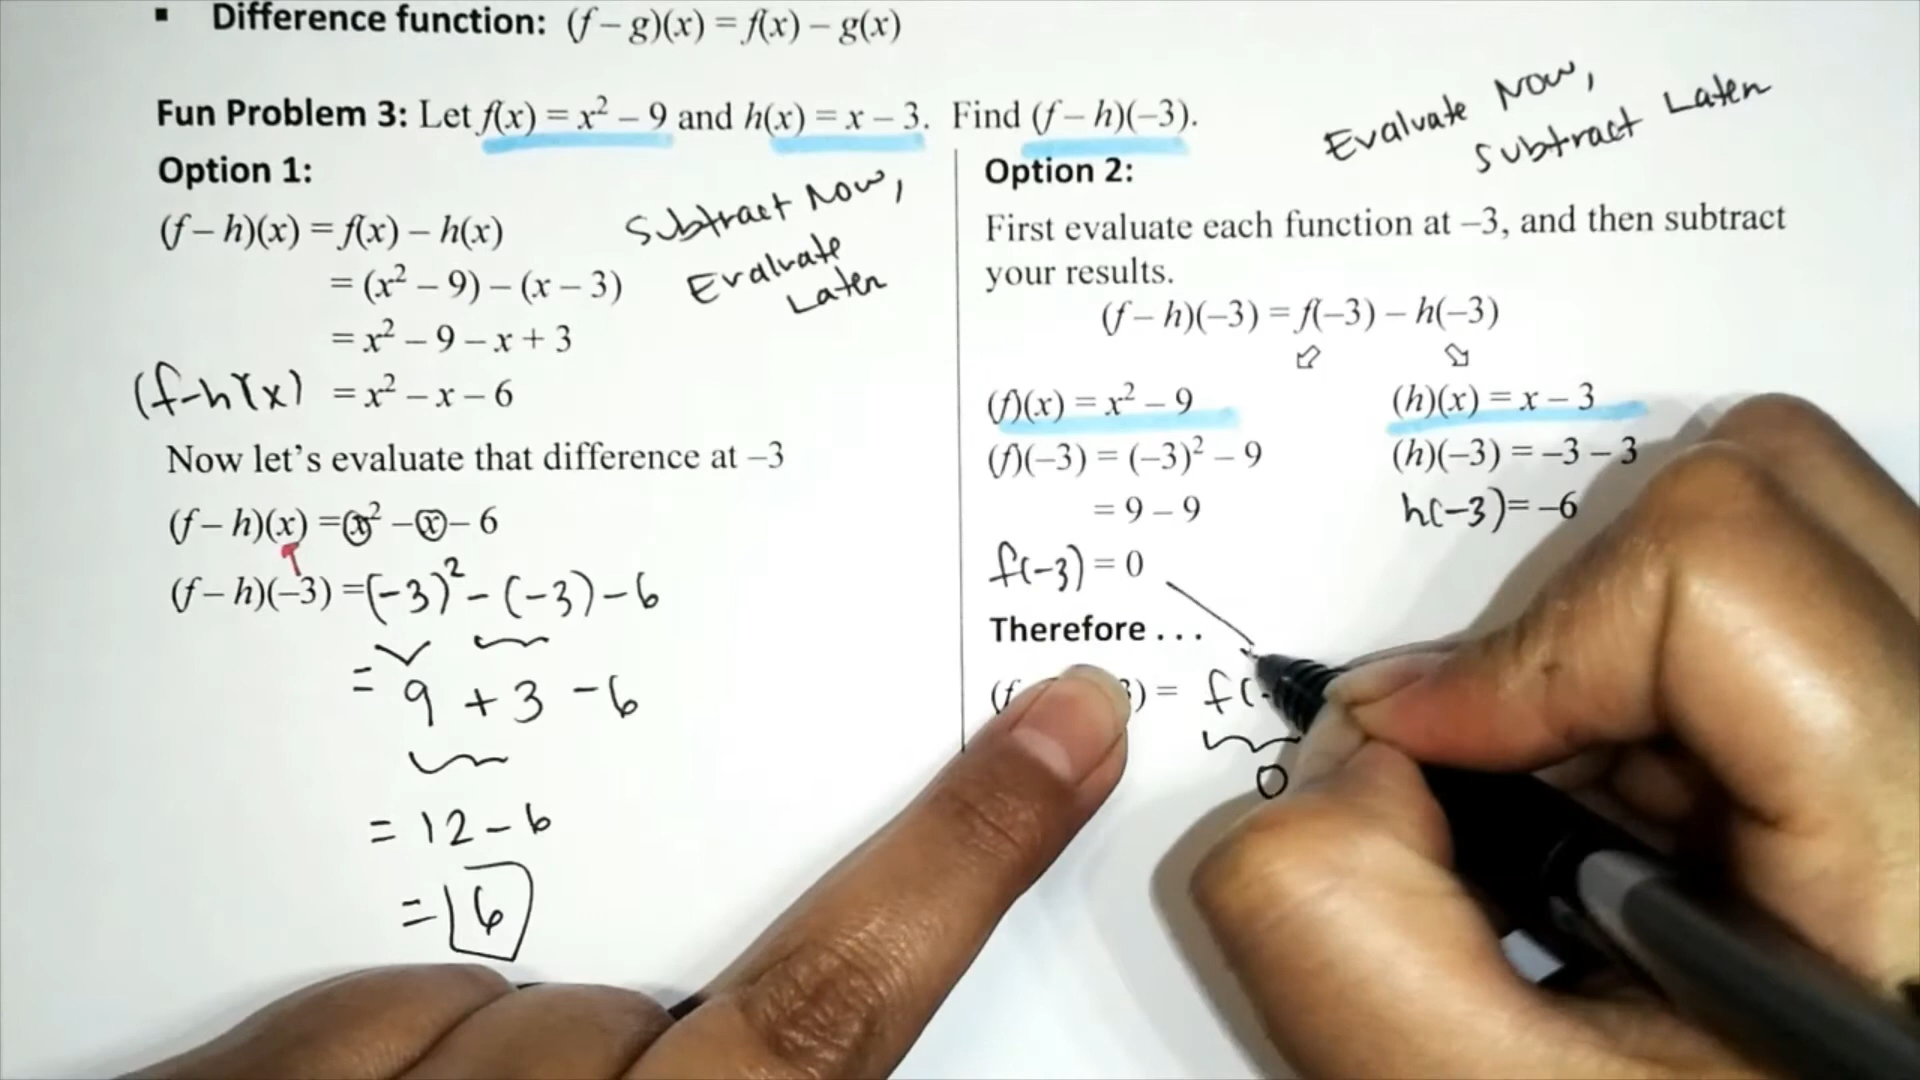 ▪ Difference function: (f – g)(x) = f(x) – g(x)
Fun Problem 3: Let f(x) = x² – 9 and h(x) = x – 3. Find (f – h)(–3).
Option 1:
Subtract Now,
Evaluate
Later
(f – h)(x) = f(x) – h(x)
= (x² – 9) – (x – 3)
= x² – 9 – x + 3
(f-h)(x) = x² – x – 6
Now let’s evaluate that difference at –3
(f – h)(x) = (x)² – (x) – 6
(f – h)(–3) = (-3)² - (-3) - 6
= 9 + 3 - 6
= 12 - 6
= 6
Evaluate Now,
Subtract Later
Option 2:
First evaluate each function at –3, and then subtract
your results.
(f – h)(–3) = f(–3) – h(–3)
(f)(x) = x² – 9
(f)(–3) = (–3)² – 9
= 9 – 9
f(-3) = 0
(h)(x) = x – 3
(h)(–3) = –3 – 3
h(-3) = –6
Therefore . . .
(f 3) = f(-
0